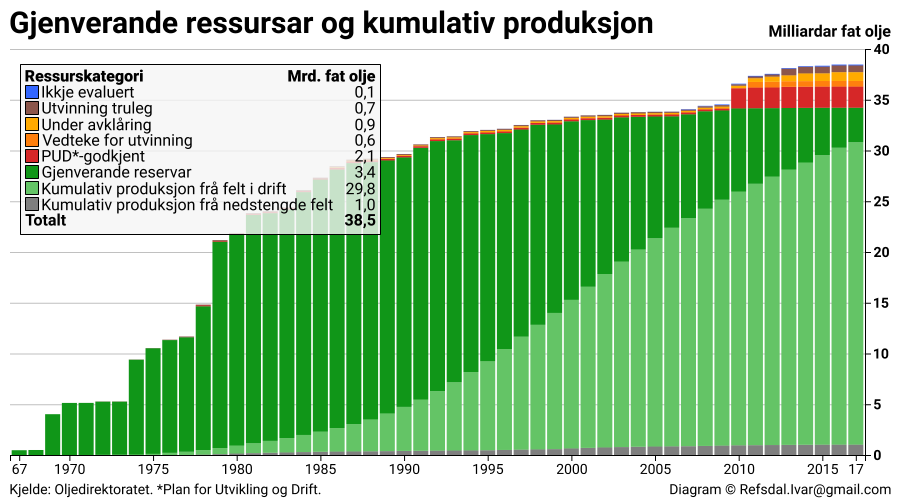 Gjenverande ressursar og kumulativ produksjon
Milliardar fat olje
Ressurskategori Mrd. fat olje
Ikkje evaluert 0,1
Utvinning truleg 0,7
Under avklåring 0,9
Vedteke for utvinning 0,6
PUD*-godkjent 2,1
Gjenverande reservar 3,4
Kumulativ produksjon frå felt i drift 29,8
Kumulativ produksjon frå nedstengde felt 1,0
Totalt 38,5
40
35
30
25
20
15
10
5
0
67 1970 1975 1980 1985 1990 1995 2000 2005 2010 2015 17
Kjelde: Oljedirektoratet. *Plan for Utvikling og Drift. Diagram © Refsdal.Ivar@gmail.com